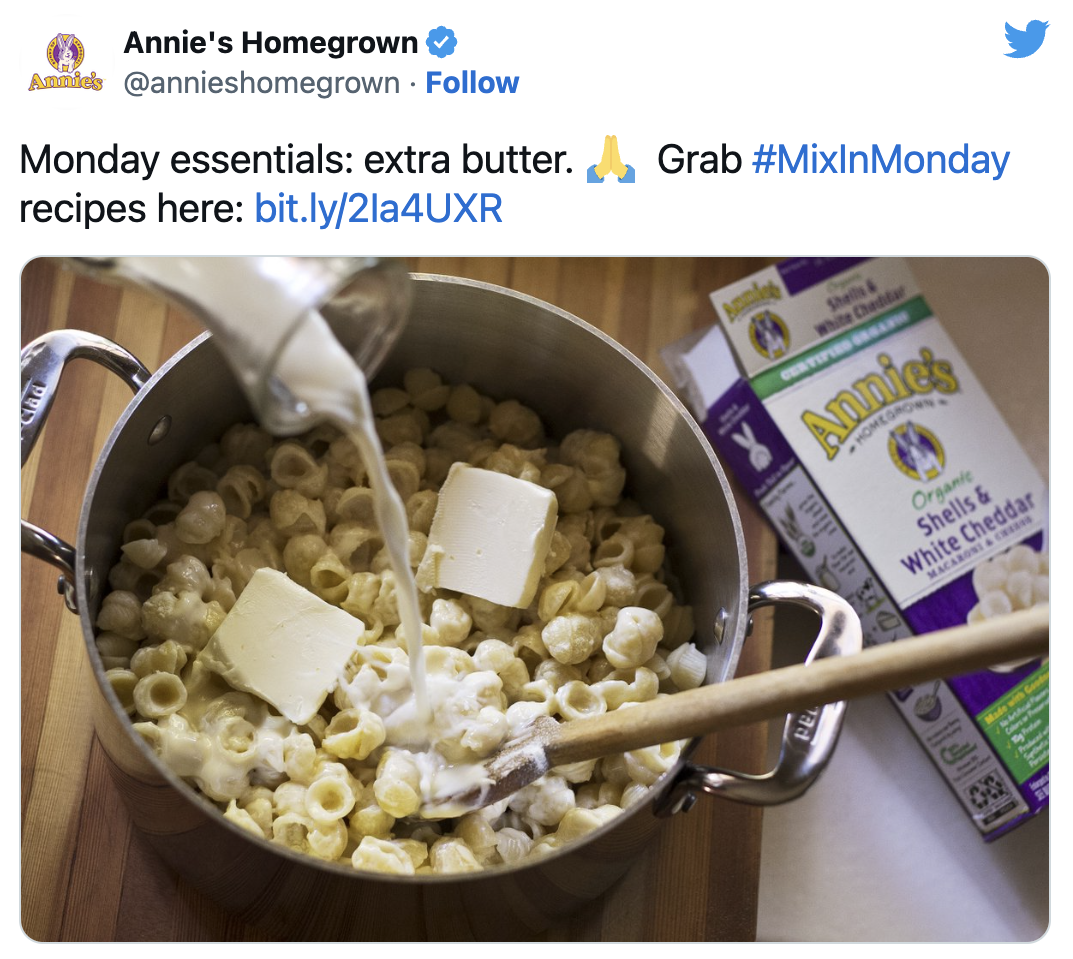 Annie's
Annie's Homegrown
@annieshomegrown · Follow
Monday essentials: extra butter. 🙏 Grab #MixInMonday
recipes here: bit.ly/2la4UXR
Annie's
Organic
Shells &
White Cheddar
CERTIFIED ORGANIC
Annie's
HOMEGROWN
Organic
Shells &
White Cheddar
MACARONI & CHEESE
Made with Goodness